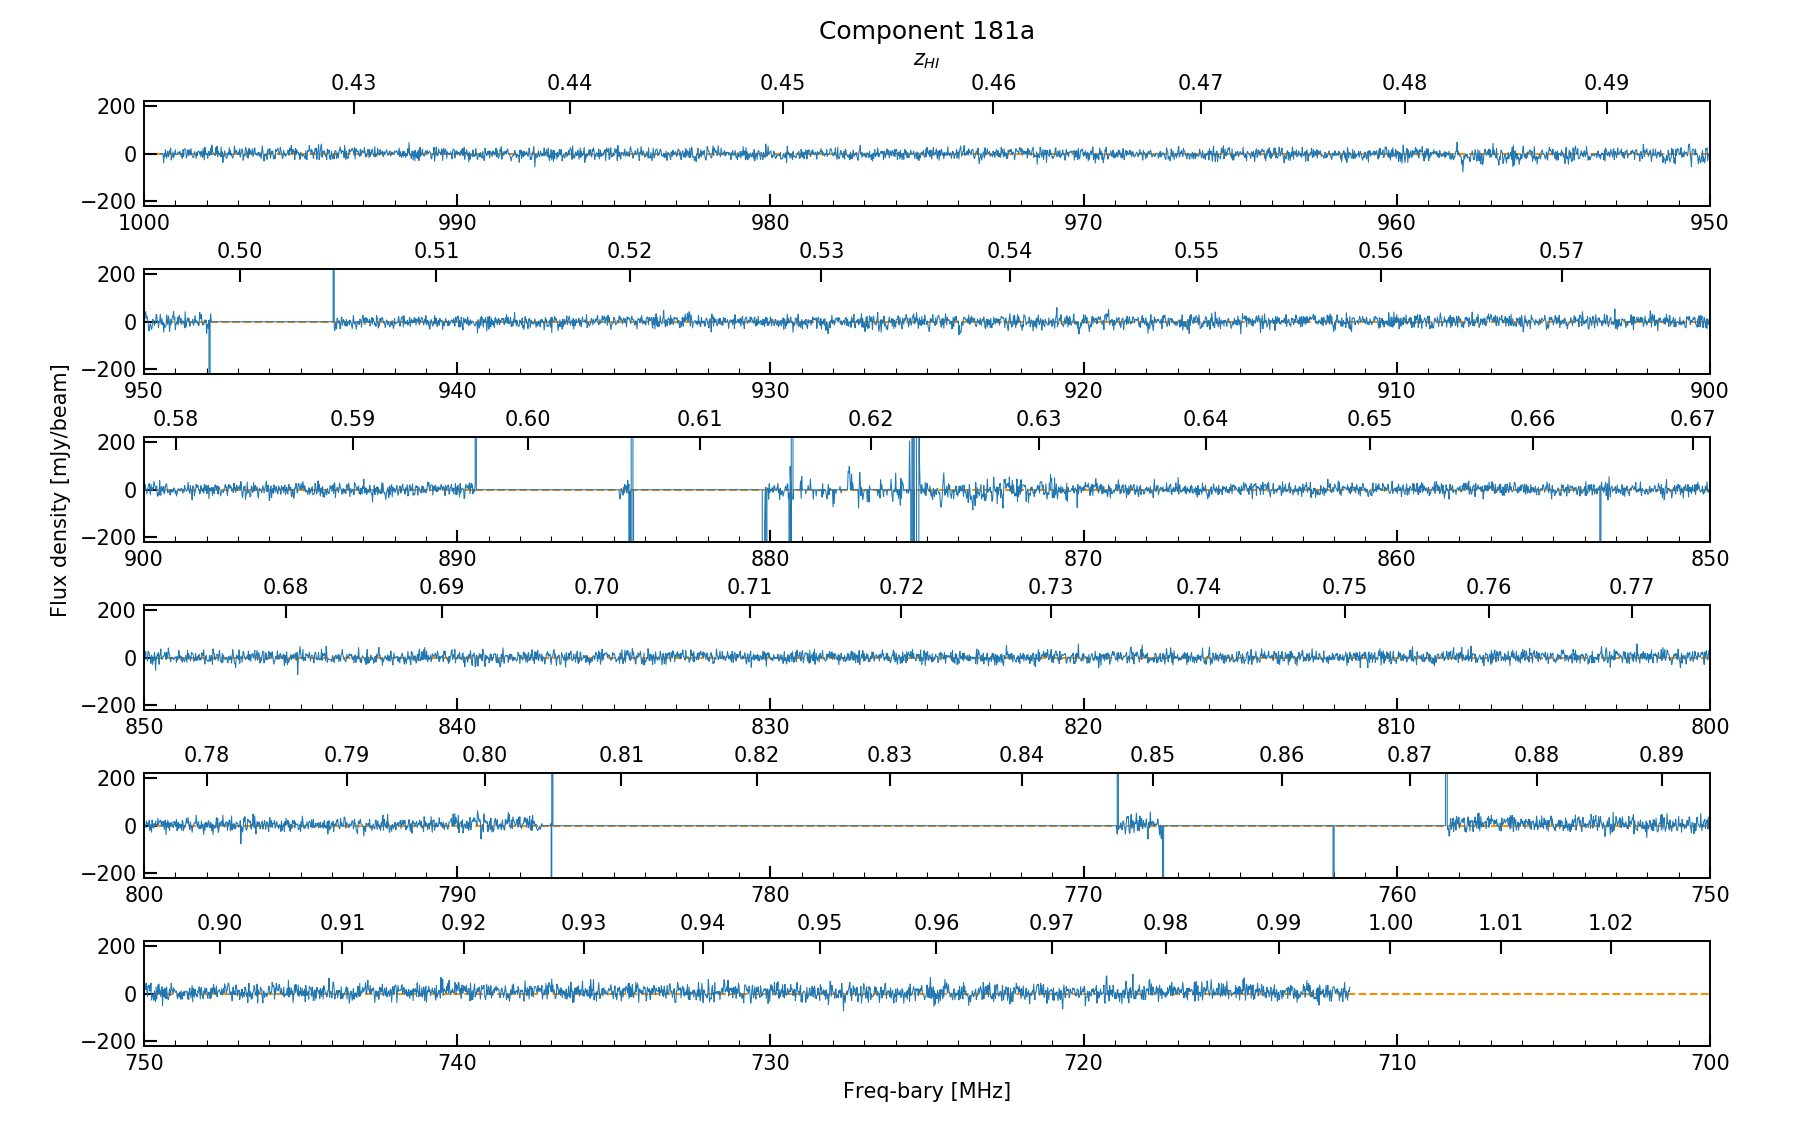 Component 181a
z_HI
0.43 0.44 0.45 0.46 0.47 0.48 0.49
200
0
−200
1000 990 980 970 960 950
0.50 0.51 0.52 0.53 0.54 0.55 0.56 0.57
200
0
−200
950 940 930 920 910 900
0.58 0.59 0.60 0.61 0.62 0.63 0.64 0.65 0.66 0.67
200
0
−200
900 890 880 870 860 850
Flux density [mJy/beam]
0.68 0.69 0.70 0.71 0.72 0.73 0.74 0.75 0.76 0.77
200
0
−200
850 840 830 820 810 800
0.78 0.79 0.80 0.81 0.82 0.83 0.84 0.85 0.86 0.87 0.88 0.89
200
0
−200
800 790 780 770 760 750
0.90 0.91 0.92 0.93 0.94 0.95 0.96 0.97 0.98 0.99 1.00 1.01 1.02
200
0
−200
750 740 730 720 710 700
Freq-bary [MHz]